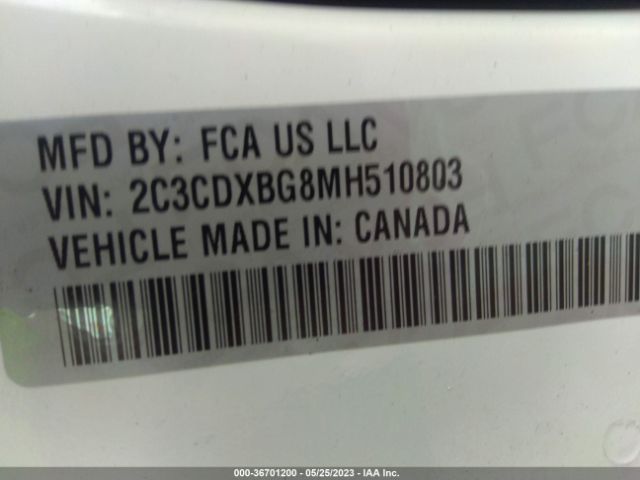 MFD BY: FCA US LLC
VIN: 2C3CDXBG8MH510803
VEHICLE MADE IN: CANADA
000-36701200 - 05/25/2023 - IAA Inc.